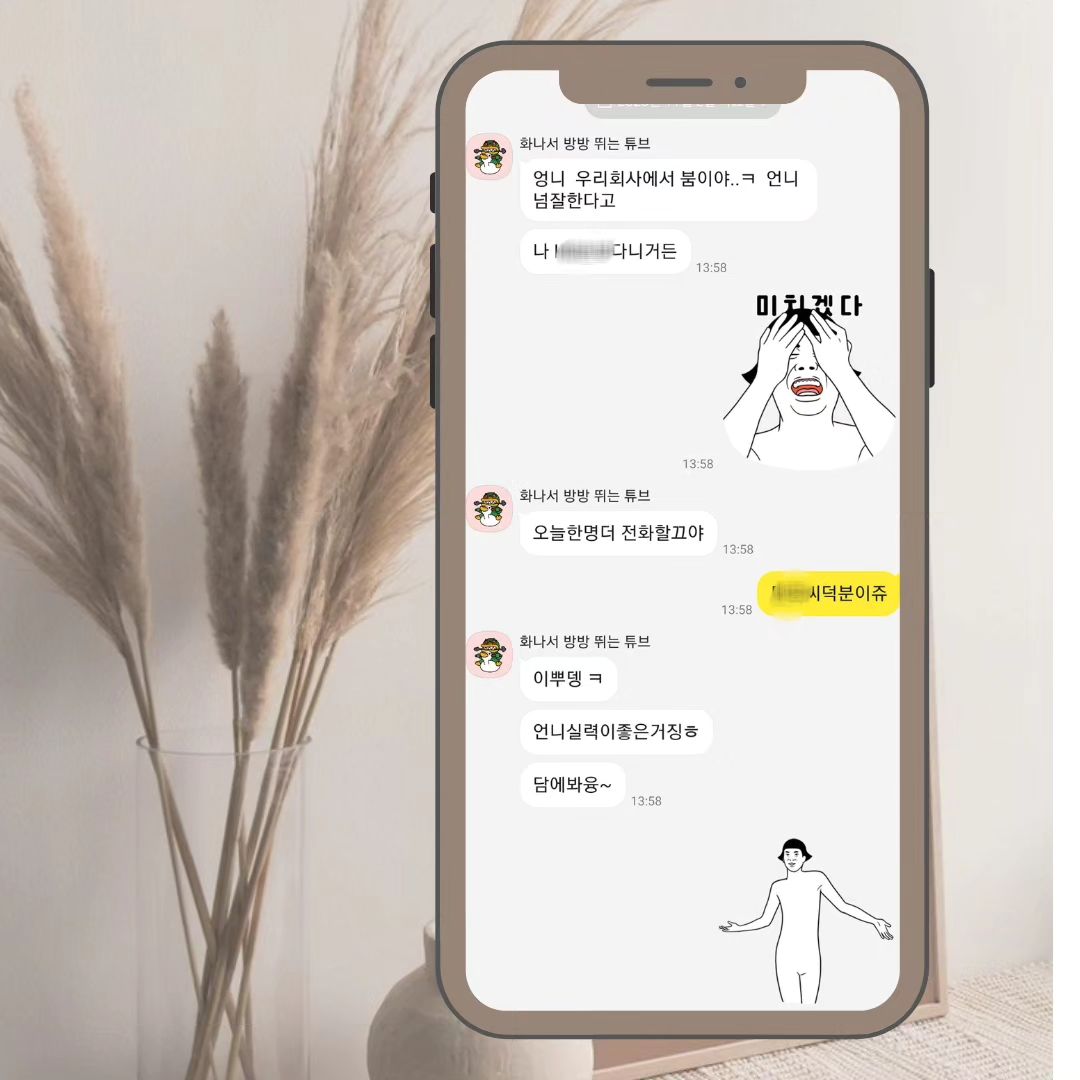 화나서 방방 뛰는 튜브
엉니 우리회사에서 붐이야..ㅋ 언니
넘잘한다고
나 다니거든
13:58
미치겠다
13:58
화나서 방방 뛰는 튜브
오늘한명더 전화할끄야
13:58
씨덕분이쥬
13:58
화나서 방방 뛰는 튜브
이뿌뎅 ㅋ
언니실력이좋은거징ㅎ
담에봐융~
13:58